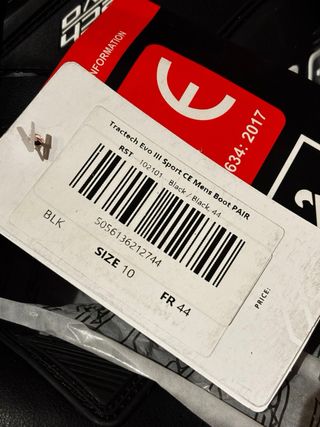 INFORMATION
CE
634: 2017
Tractech Evo III Sport CE Mens Boot PAIR
RST 102101 Black / Black 44
BLK
5056136212744
SIZE 10
FR 44
PRICE: